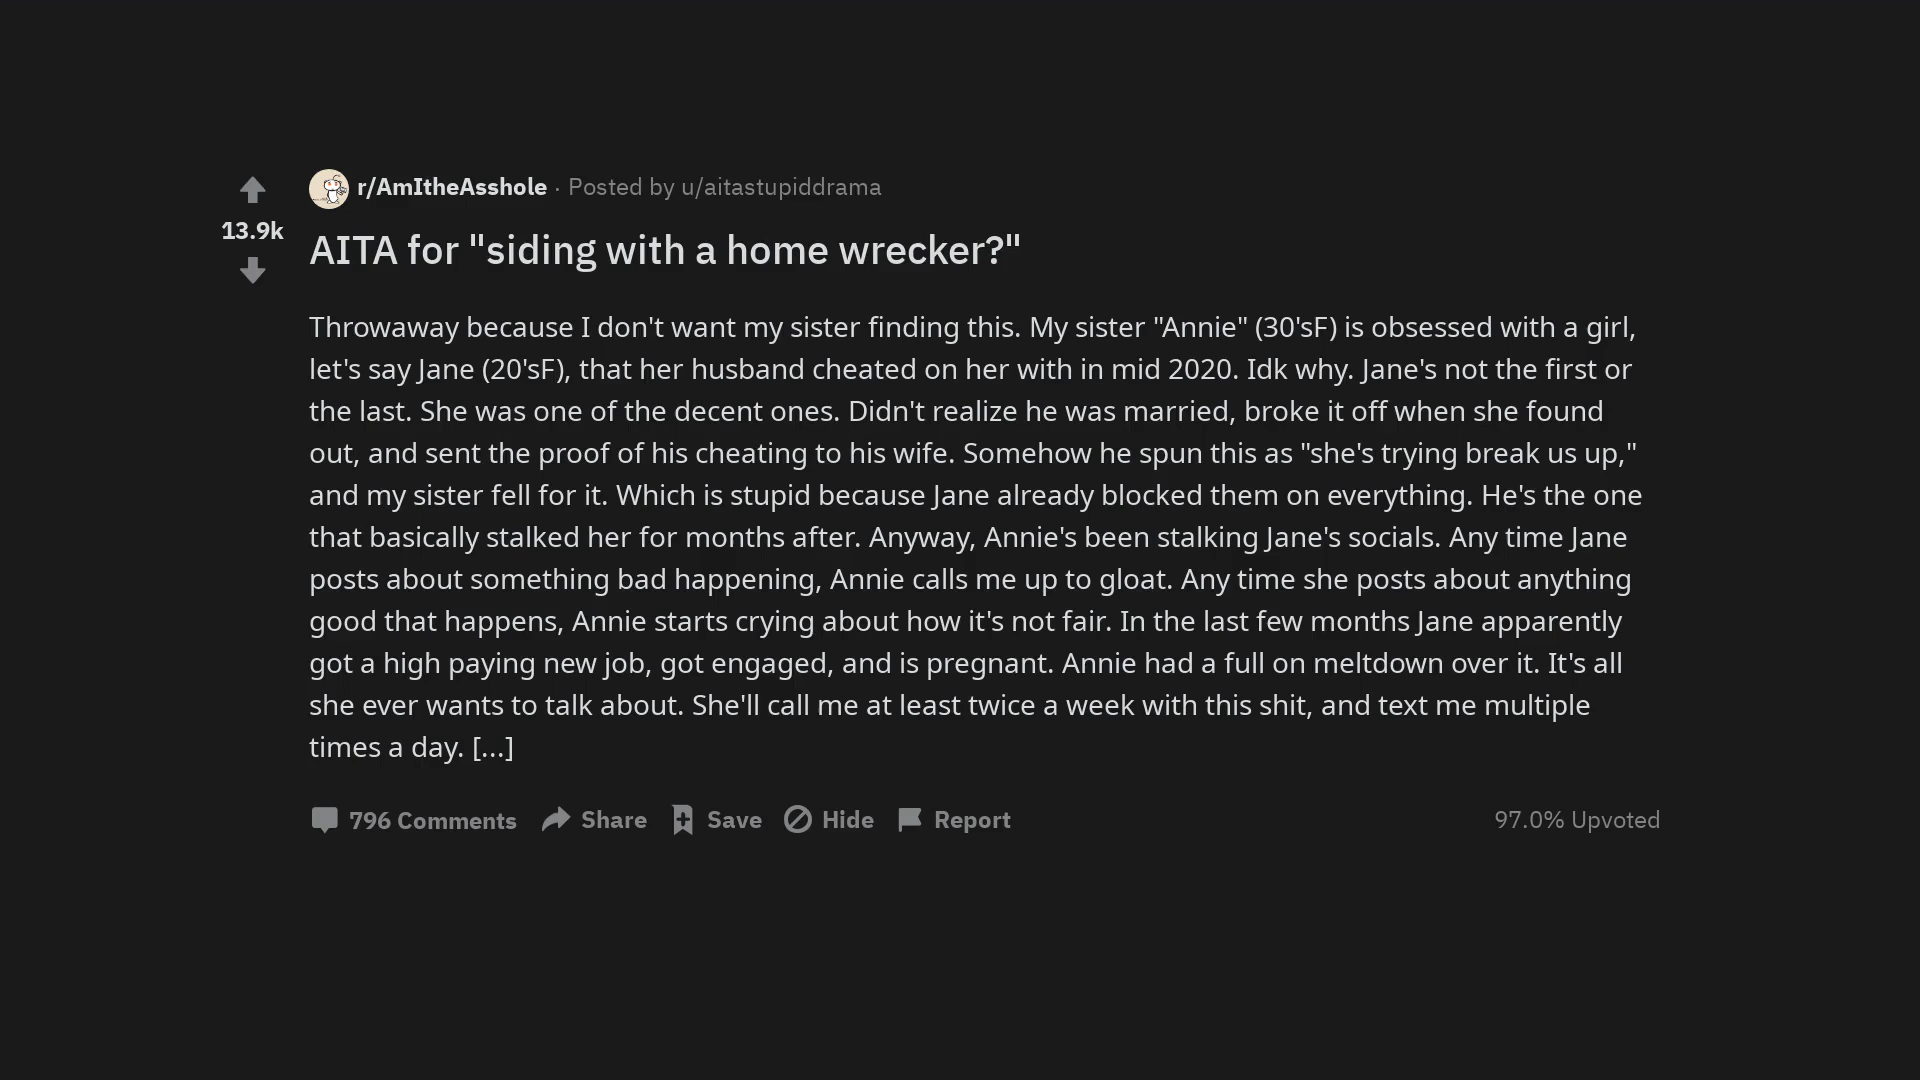 r/AmItheAsshole · Posted by u/aitastupiddrama
13.9k
AITA for "siding with a home wrecker?"
Throwaway because I don't want my sister finding this. My sister "Annie" (30'sF) is obsessed with a girl,
let's say Jane (20'sF), that her husband cheated on her with in mid 2020. Idk why. Jane's not the first or
the last. She was one of the decent ones. Didn't realize he was married, broke it off when she found
out, and sent the proof of his cheating to his wife. Somehow he spun this as "she's trying break us up,"
and my sister fell for it. Which is stupid because Jane already blocked them on everything. He's the one
that basically stalked her for months after. Anyway, Annie's been stalking Jane's socials. Any time Jane
posts about something bad happening, Annie calls me up to gloat. Any time she posts about anything
good that happens, Annie starts crying about how it's not fair. In the last few months Jane apparently
got a high paying new job, got engaged, and is pregnant. Annie had a full on meltdown over it. It's all
she ever wants to talk about. She'll call me at least twice a week with this shit, and text me multiple
times a day. [...]
796 Comments Share Save Hide Report 97.0% Upvoted